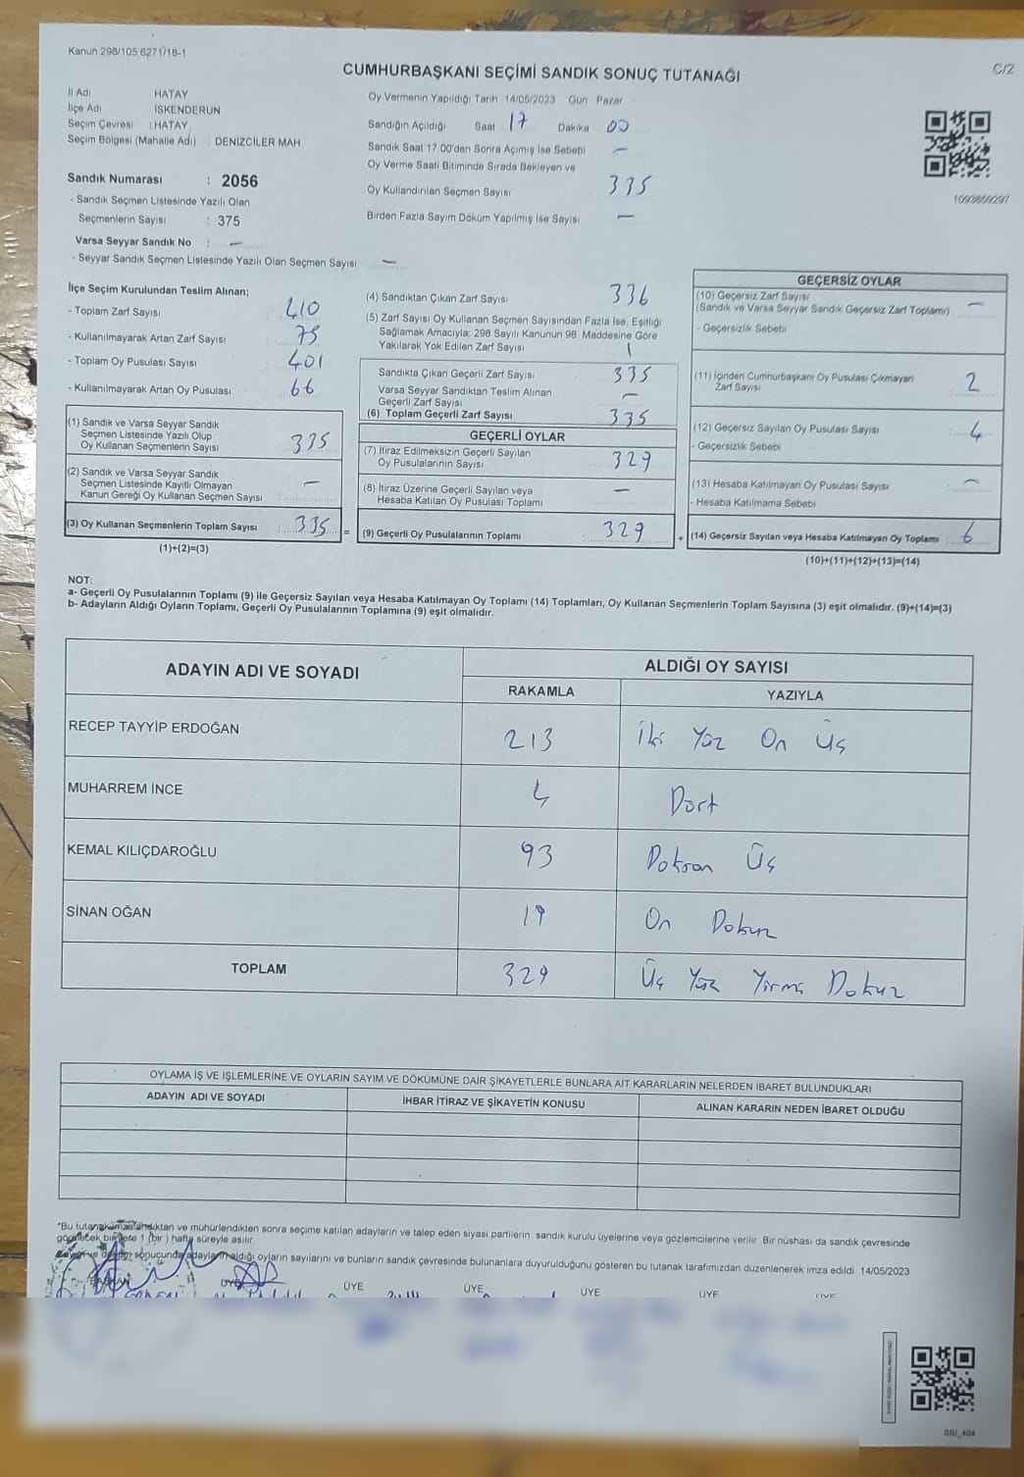 Kanun 298/105 6271/18-1
C/2
CUMHURBAŞKANI SEÇİMİ SANDIK SONUÇ TUTANAĞI
İl Adı HATAY
İlçe Adı İSKENDERUN
Seçim Çevresi : HATAY
Seçim Bölgesi (Mahalle Adı) DENİZCİLER MAH
Sandık Numarası : 2056
- Sandık Seçmen Listesinde Yazılı Olan
Seçmenlerin Sayısı : 375
Varsa Seyyar Sandık No : —
- Seyyar Sandık Seçmen Listesinde Yazılı Olan Seçmen Sayısı —
Oy Vermenin Yapıldığı Tarih 14/05/2023 Gün Pazar
Sandığın Açıldığı Saat 17 Dakika 00
Sandık Saat 17.00'dan Sonra Açımış İse Sebebi —
Oy Verme Saati Bitiminde Sırada Bekleyen ve
Oy Kullandırılan Seçmen Sayısı 335
Birden Fazla Sayım Döküm Yapılmış İse Sayısı —
1093869297
İlçe Seçim Kurulundan Teslim Alınan;
- Toplam Zarf Sayısı 410
- Kullanılmayarak Artan Zarf Sayısı 75
- Toplam Oy Pusulası Sayısı 401
- Kullanılmayarak Artan Oy Pusulası 66
(1) Sandık ve Varsa Seyyar Sandık
Seçmen Listesinde Yazılı Olup
Oy Kullanan Seçmenlerin Sayısı 335
(2) Sandık ve Varsa Seyyar Sandık
Seçmen Listesinde Kayıtlı Olmayan
Kanun Gereği Oy Kullanan Seçmen Sayısı —
(3) Oy Kullanan Seçmenlerin Toplam Sayısı 335 =
(1)+(2)=(3)
(4) Sandıktan Çıkan Zarf Sayısı 336
(5) Zarf Sayısı Oy Kullanan Seçmen Sayısından Fazla İse, Eşitliği
Sağlamak Amacıyla; 298 Sayılı Kanunun 98. Maddesine Göre
Yakılarak Yok Edilen Zarf Sayısı 1
Sandıkta Çıkan Geçerli Zarf Sayısı 335
Varsa Seyyar Sandıktan Teslim Alınan
Geçerli Zarf Sayısı —
(6) Toplam Geçerli Zarf Sayısı 335
GEÇERLİ OYLAR
(7) İtiraz Edilmeksizin Geçerli Sayılan
Oy Pusulalarının Sayısı 329
(8) İtiraz Üzerine Geçerli Sayılan veya
Hesaba Katılan Oy Pusulası Toplamı —
(9) Geçerli Oy Pusulalarının Toplamı 329 +
GEÇERSİZ OYLAR
(10) Geçersiz Zarf Sayısı
(Sandık ve Varsa Seyyar Sandık Geçersiz Zarf Toplamı) —
- Geçersizlik Sebebi
(11) İçinden Cumhurbaşkanı Oy Pusulası Çıkmayan
Zarf Sayısı 2
(12) Geçersiz Sayılan Oy Pusulası Sayısı 4
- Geçersizlik Sebebi
(13) Hesaba Katılmayan Oy Pusulası Sayısı —
- Hesaba Katılmama Sebebi
(14) Geçersiz Sayılan veya Hesaba Katılmayan Oy Toplamı 6
(10)+(11)+(12)+(13)=(14)
NOT:
a- Geçerli Oy Pusulalarının Toplamı (9) ile Geçersiz Sayılan veya Hesaba Katılmayan Oy Toplamı (14) Toplamları, Oy Kullanan Seçmenlerin Toplam Sayısına (3) eşit olmalıdır. (9)+(14)=(3)
b- Adayların Aldığı Oyların Toplamı, Geçerli Oy Pusulalarının Toplamına (9) eşit olmalıdır.
ADAYIN ADI VE SOYADI ALDIĞI OY SAYISI
RAKAMLA YAZIYLA
RECEP TAYYİP ERDOĞAN 213 İki Yüz On Üç
MUHARREM İNCE 4 Dört
KEMAL KILIÇDAROĞLU 93 Doksan Üç
SİNAN OĞAN 19 On Dokuz
TOPLAM 329 Üç Yüz Yirmi Dokuz
OYLAMA İŞ VE İŞLEMLERİNE VE OYLARIN SAYIM VE DÖKÜMÜNE DAİR ŞİKAYETLERLE BUNLARA AİT KARARLARIN NELERDEN İBARET BULUNDUKLARI
ADAYIN ADI VE SOYADI İHBAR İTİRAZ VE ŞİKAYETİN KONUSU ALINAN KARARIN NEDEN İBARET OLDUĞU
ve mühürlendikten sonra seçime katılan adayların ve talep eden siyasi partilerin sandık kurulu üyelerine veya gözlemcilerine verilir. Bir nüshası da sandık çevresinde
1 (bir) hafta süreyle asılır.
sonuçunda adayların aldığı oyların sayılarını ve bunların sandık çevresinde bulunanlara duyurulduğunu gösteren bu tutanak tarafımızdan düzenlenerek imza edildi. 14/05/2023
BAŞKAN ÜYE ÜYE ÜYE ÜYE ÜYE ÜYE